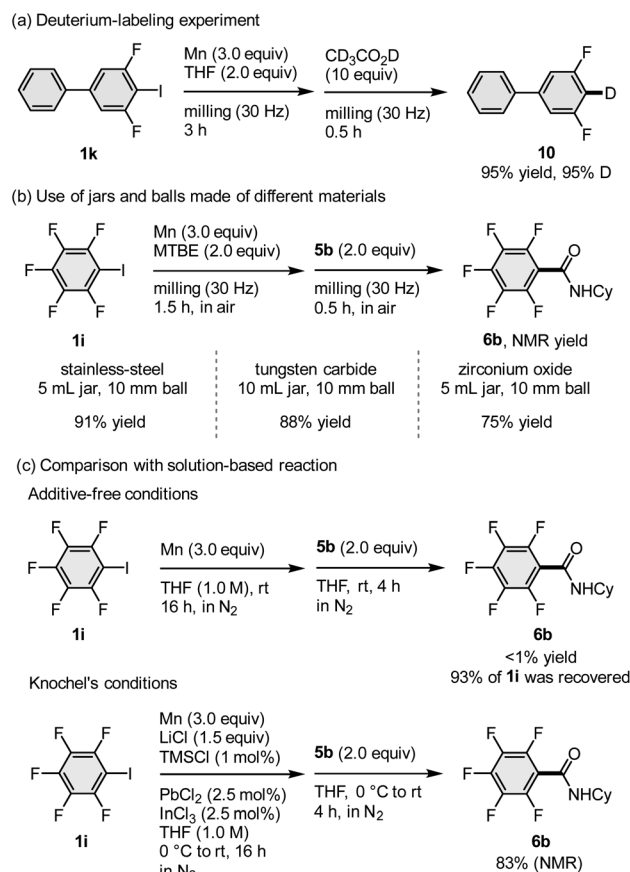 (a) Deuterium-labeling experiment
F
I
F
1k
Mn (3.0 equiv)
THF (2.0 equiv)
milling (30 Hz)
3 h
CD3CO2D
(10 equiv)
milling (30 Hz)
0.5 h
F
D
F
10
95% yield, 95% D
(b) Use of jars and balls made of different materials
F F
F I
F F
1i
Mn (3.0 equiv)
MTBE (2.0 equiv)
milling (30 Hz)
1.5 h, in air
5b (2.0 equiv)
milling (30 Hz)
0.5 h, in air
F F O
F NHCy
F F
6b, NMR yield
stainless-steel
5 mL jar, 10 mm ball
91% yield
tungsten carbide
10 mL jar, 10 mm ball
88% yield
zirconium oxide
5 mL jar, 10 mm ball
75% yield
(c) Comparison with solution-based reaction
Additive-free conditions
F F
F I
F F
1i
Mn (3.0 equiv)
THF (1.0 M), rt
16 h, in N2
5b (2.0 equiv)
THF, rt, 4 h
in N2
F F O
F NHCy
F F
6b
<1% yield
93% of 1i was recovered
Knochel's conditions
F F
F I
F F
1i
Mn (3.0 equiv)
LiCl (1.5 equiv)
TMSCl (1 mol%)
PbCl2 (2.5 mol%)
InCl3 (2.5 mol%)
THF (1.0 M)
0 °C to rt, 16 h
in N2
5b (2.0 equiv)
THF, 0 °C to rt
4 h, in N2
F F O
F NHCy
F F
6b
83% (NMR)